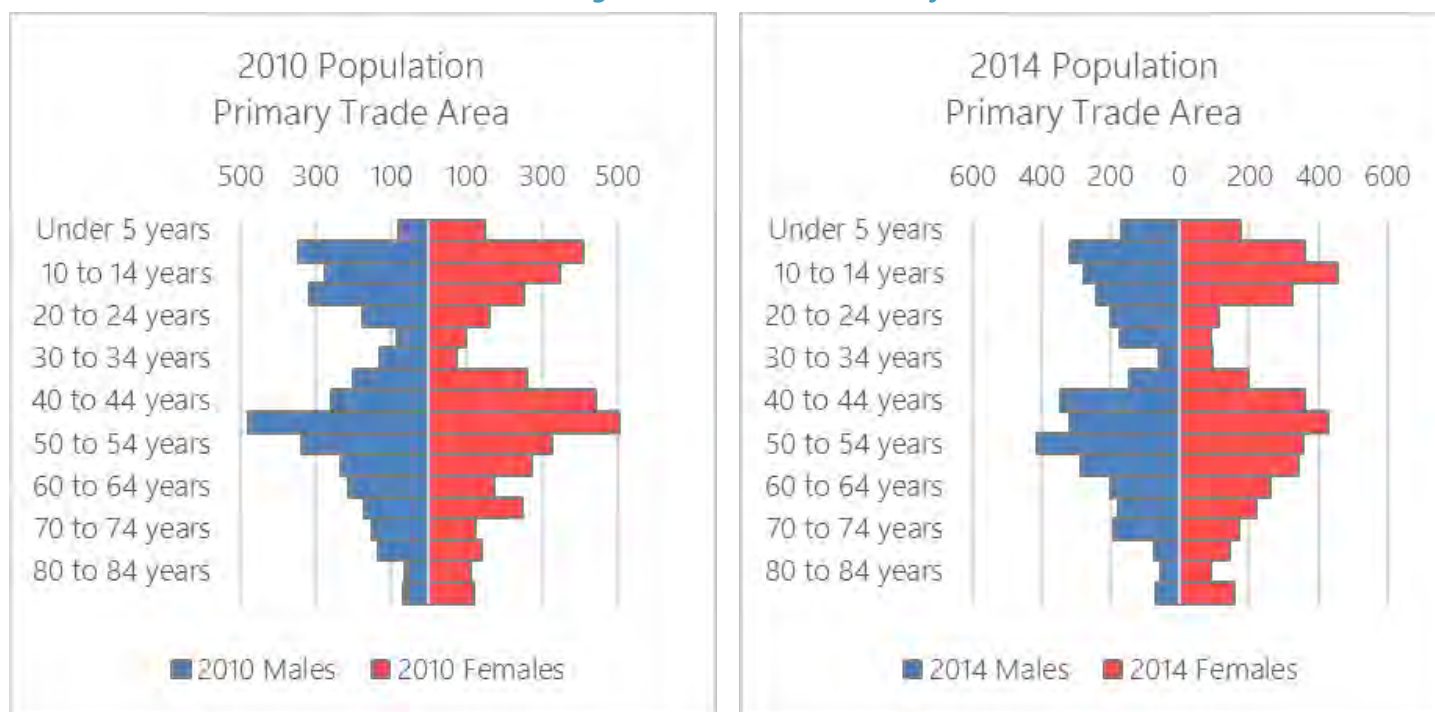 2010 Population
Primary Trade Area
500 300 100 100 300 500
Under 5 years
10 to 14 years
20 to 24 years
30 to 34 years
40 to 44 years
50 to 54 years
60 to 64 years
70 to 74 years
80 to 84 years
2010 Males 2010 Females
2014 Population
Primary Trade Area
600 400 200 0 200 400 600
Under 5 years
10 to 14 years
20 to 24 years
30 to 34 years
40 to 44 years
50 to 54 years
60 to 64 years
70 to 74 years
80 to 84 years
2014 Males 2014 Females